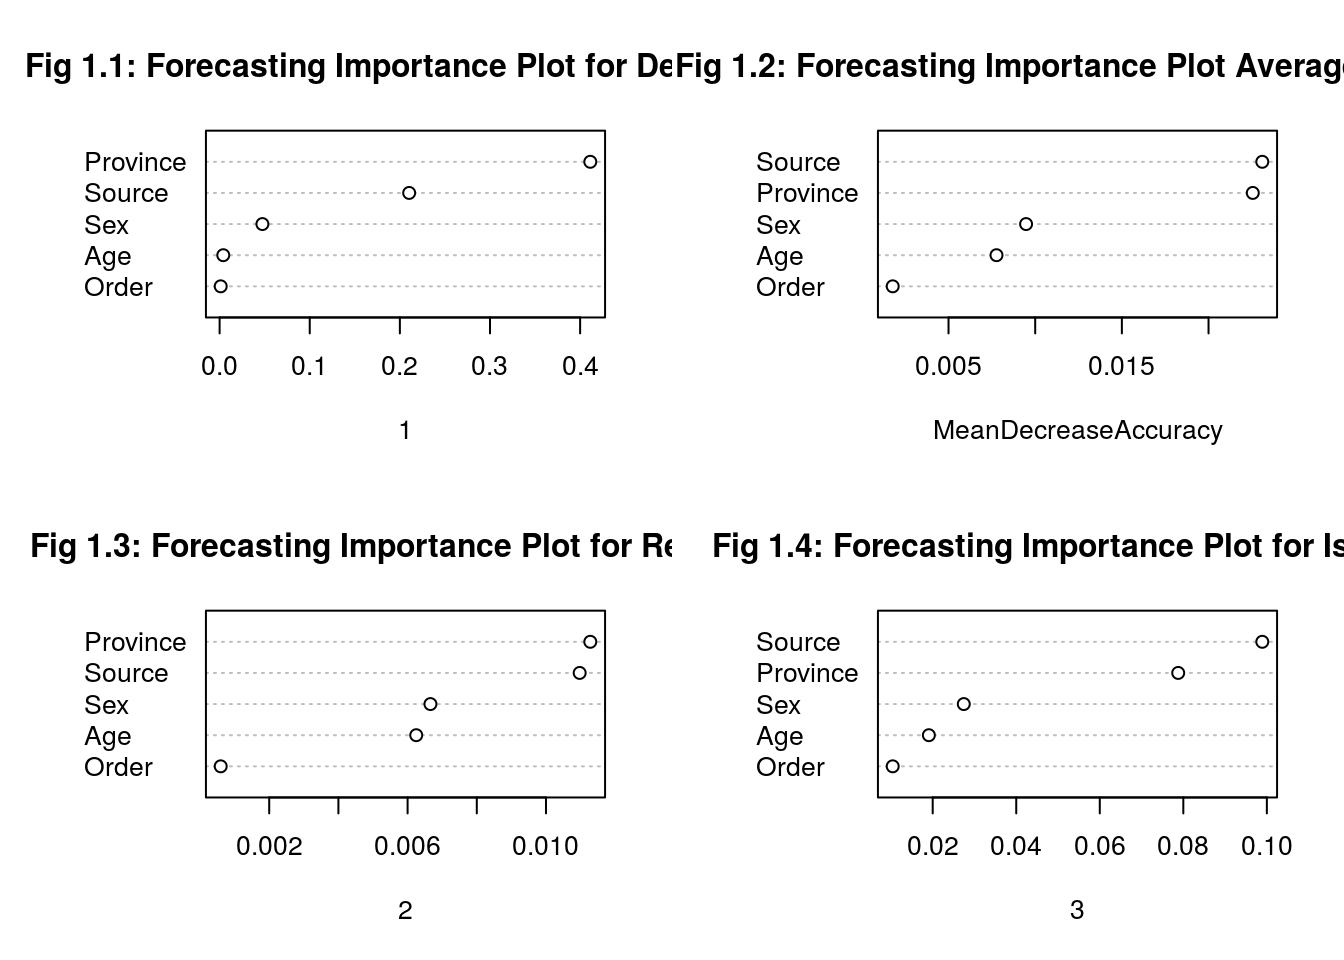 Fig 1.1: Forecasting Importance Plot for De
Province
Source
Sex
Age
Order
0.0 0.1 0.2 0.3 0.4
1
Fig 1.2: Forecasting Importance Plot Average
Source
Province
Sex
Age
Order
0.005 0.015
MeanDecreaseAccuracy
Fig 1.3: Forecasting Importance Plot for Re
Province
Source
Sex
Age
Order
0.002 0.006 0.010
2
Fig 1.4: Forecasting Importance Plot for Is
Source
Province
Sex
Age
Order
0.02 0.04 0.06 0.08 0.10
3